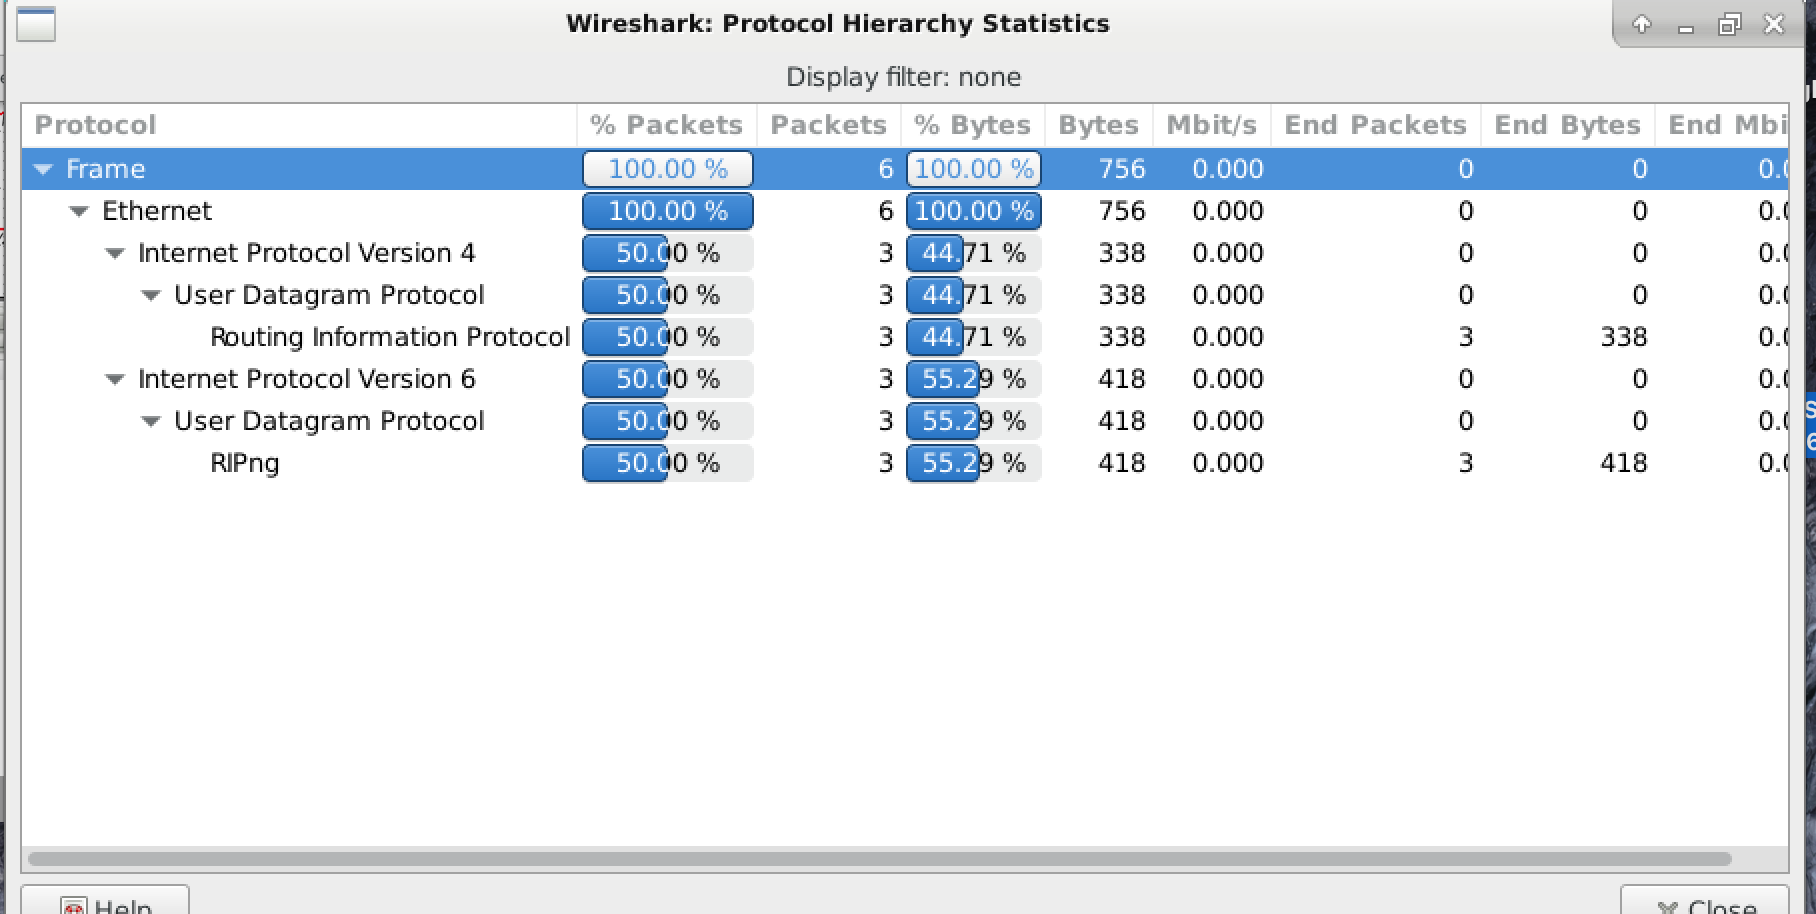 Wireshark: Protocol Hierarchy Statistics
Display filter: none
Protocol % Packets Packets % Bytes Bytes Mbit/s End Packets End Bytes End Mbi
Frame 100.00 % 6 100.00 % 756 0.000 0 0 0.0
Ethernet 100.00 % 6 100.00 % 756 0.000 0 0 0.0
Internet Protocol Version 4 50.00 % 3 44.71 % 338 0.000 0 0 0.0
User Datagram Protocol 50.00 % 3 44.71 % 338 0.000 0 0 0.0
Routing Information Protocol 50.00 % 3 44.71 % 338 0.000 3 338 0.0
Internet Protocol Version 6 50.00 % 3 55.29 % 418 0.000 0 0 0.0
User Datagram Protocol 50.00 % 3 55.29 % 418 0.000 0 0 0.0
RIPng 50.00 % 3 55.29 % 418 0.000 3 418 0.0
Help Close